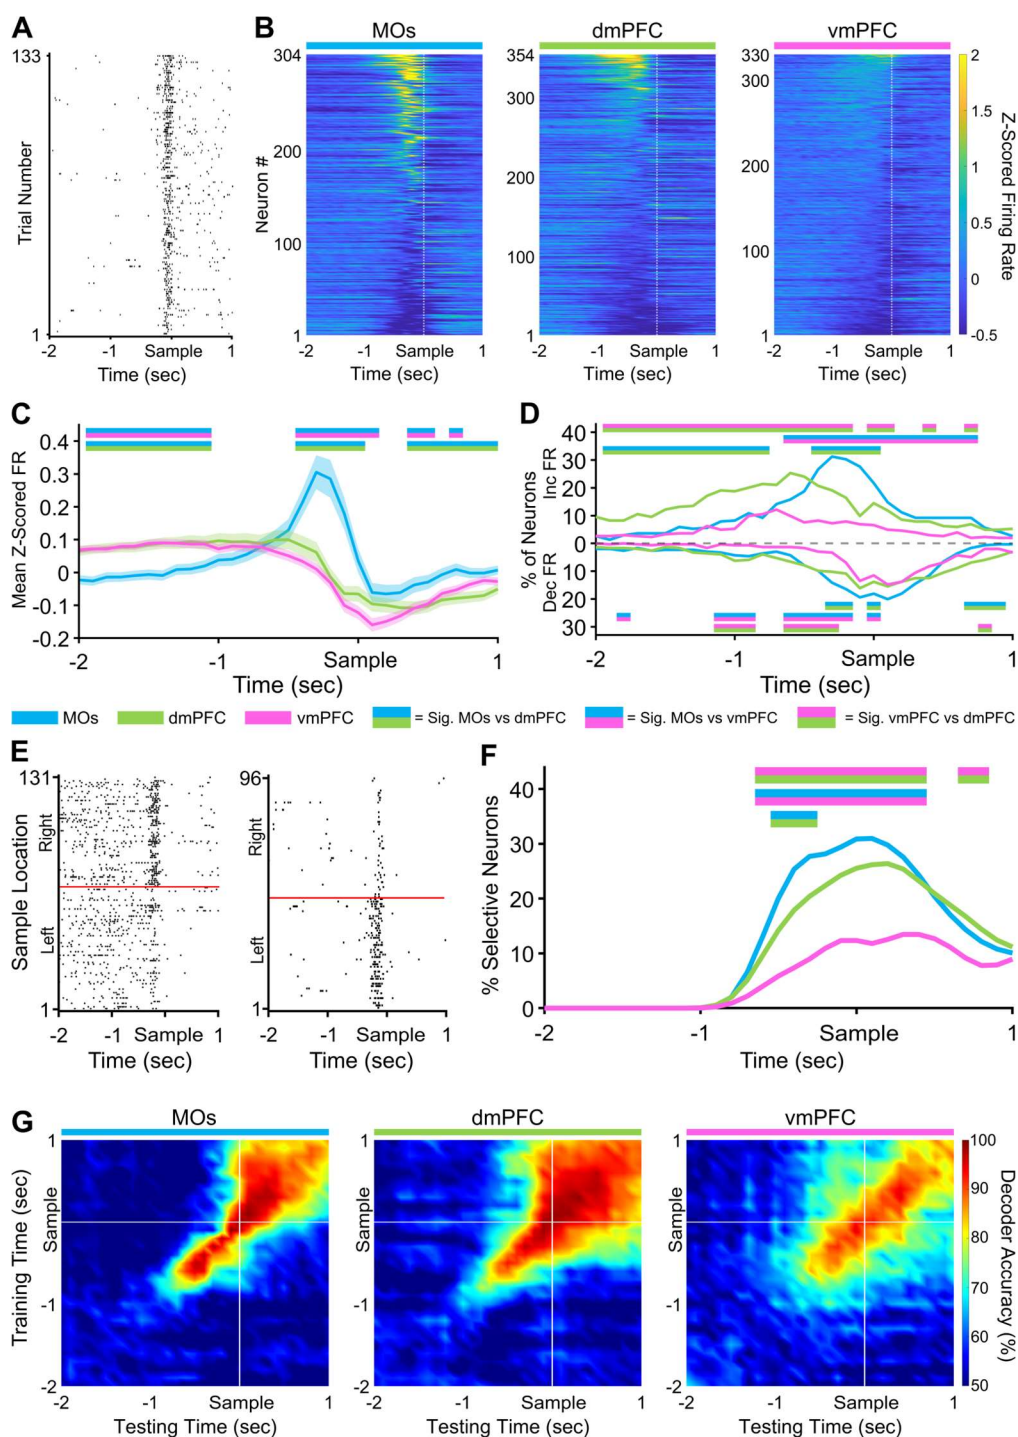 A
133
Trial Number
1
-2 -1 Sample 1
Time (sec)
B
MOs dmPFC vmPFC
304
200
100
1
Neuron #
-2 -1 Sample 1
Time (sec)
354
300
200
100
1
-2 -1 Sample 1
Time (sec)
330
300
200
100
1
-2 -1 Sample 1
Time (sec)
2
1.5
1
0.5
0
-0.5
Z-Scored Firing Rate
C
Mean Z-Scored FR
0.4
0.3
0.2
0.1
0
-0.1
-0.2
-2 -1 Sample 1
Time (sec)
D
% of Neurons
Inc FR
Dec FR
40
30
20
10
0
10
20
30
-2 -1 Sample 1
Time (sec)
MOs dmPFC vmPFC = Sig. MOs vs dmPFC = Sig. MOs vs vmPFC = Sig. vmPFC vs dmPFC
E
Sample Location
131
Right
Left
1
-2 -1 Sample 1
Time (sec)
96
Right
Left
1
-2 -1 Sample 1
Time (sec)
F
% Selective Neurons
40
30
20
10
0
-2 -1 Sample 1
Time (sec)
G
MOs dmPFC vmPFC
Training Time (sec)
1
Sample
-1
-2
-2 -1 Sample 1
Testing Time (sec)
1
Sample
-1
-2
-2 -1 Sample 1
Testing Time (sec)
1
Sample
-1
-2
-2 -1 Sample 1
Testing Time (sec)
100
90
80
70
60
50
Decoder Accuracy (%)